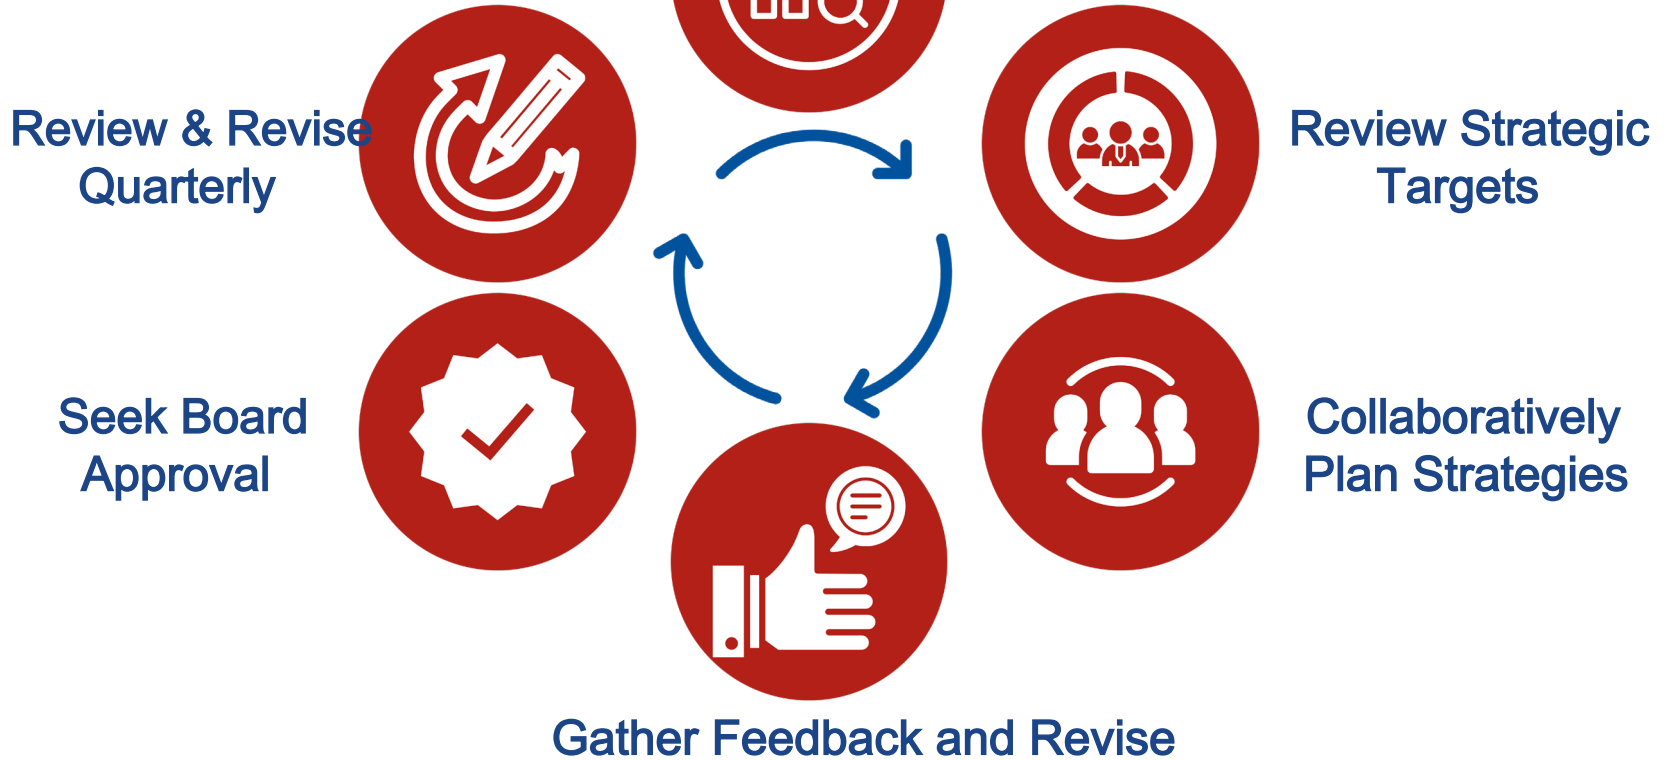 Review & Revise
Quarterly
Review Strategic
Targets
Seek Board
Approval
Collaboratively
Plan Strategies
Gather Feedback and Revise